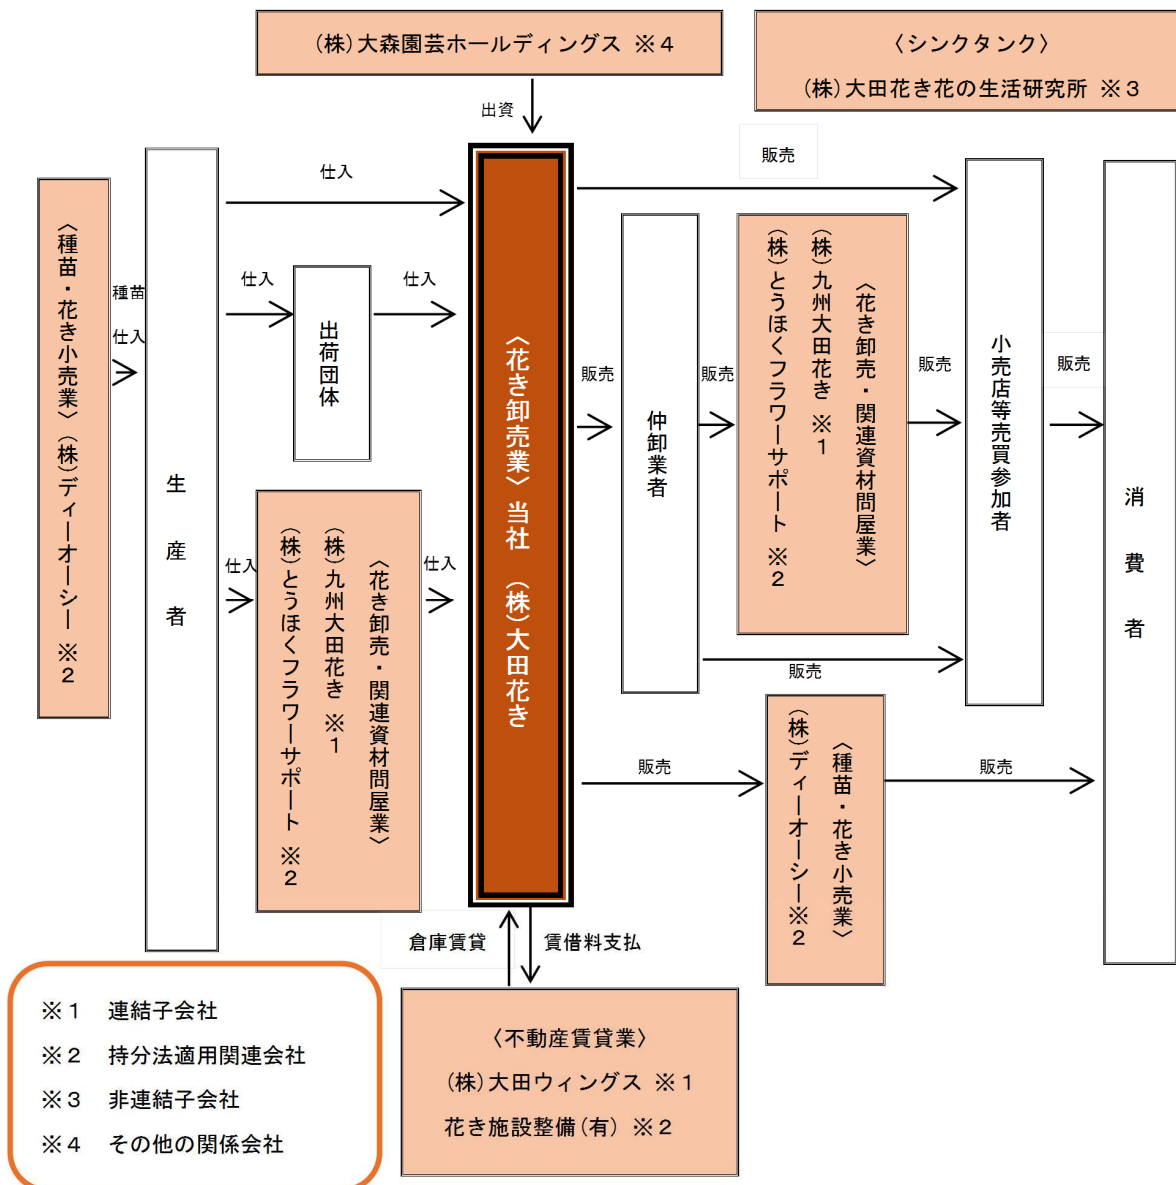 (株)大森園芸ホールディングス ※4
〈シンクタンク〉
(株)大田花き花の生活研究所 ※3
出資
販売
仕入
〈種苗・花き小売業〉(株)ディーオーシー ※2
種苗
仕入
生産者
仕入
出荷団体
仕入
仕入
〈花き卸売・関連資材問屋業〉
(株)九州大田花き ※1
(株)とうほくフラワーサポート ※2
仕入
〈花き卸売業〉当社 (株)大田花き
販売
仲卸業者
販売
〈花き卸売・関連資材問屋業〉
(株)九州大田花き ※1
(株)とうほくフラワーサポート ※2
販売
小売店等売買参加者
販売
消費者
販売
販売
〈種苗・花き小売業〉
(株)ディーオーシー※2
販売
倉庫賃貸
賃借料支払
〈不動産賃貸業〉
(株)大田ウィングス ※1
花き施設整備(有) ※2
※1 連結子会社
※2 持分法適用関連会社
※3 非連結子会社
※4 その他の関係会社